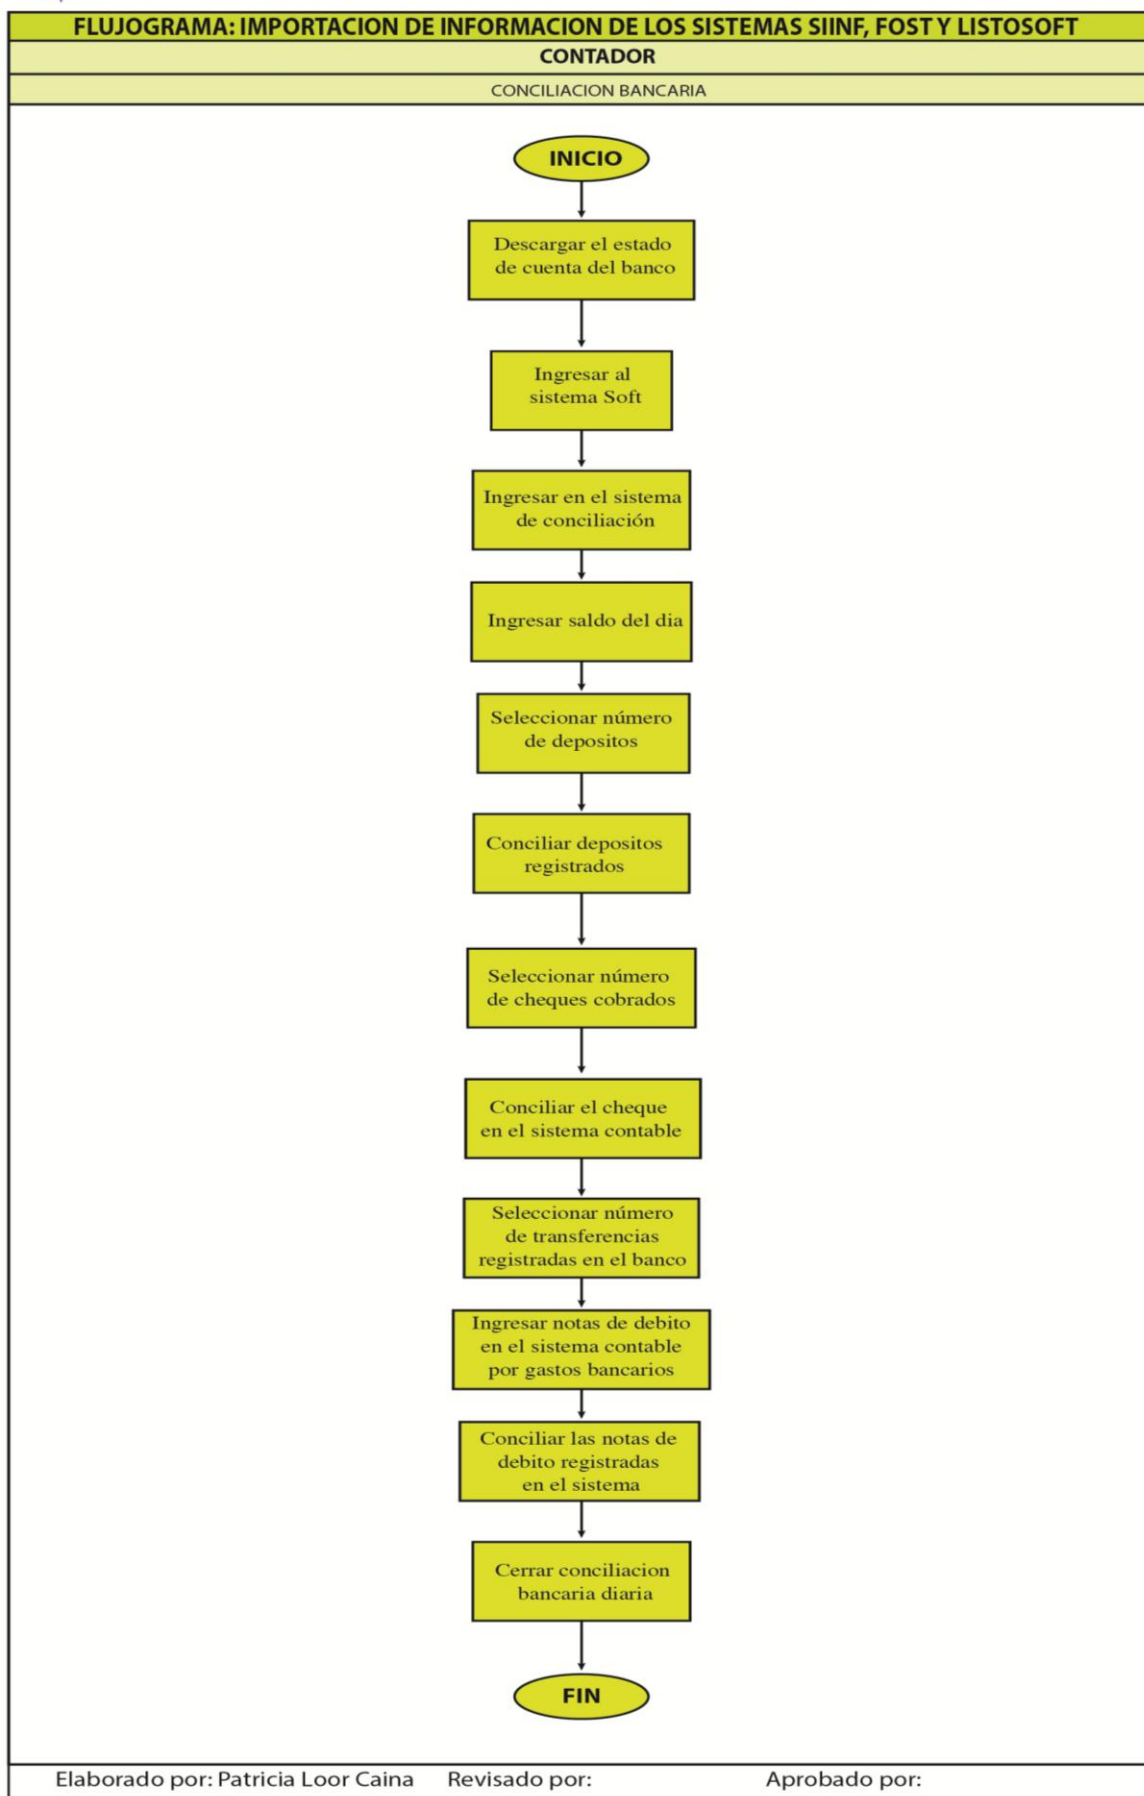 FLUJOGRAMA: IMPORTACION DE INFORMACION DE LOS SISTEMAS SIINF, FOST Y LISTOSOFT
CONTADOR
CONCILIACION BANCARIA
INICIO
Descargar el estado
de cuenta del banco
Ingresar al
sistema Soft
Ingresar en el sistema
de conciliación
Ingresar saldo del dia
Seleccionar número
de depositos
Conciliar depositos
registrados
Seleccionar número
de cheques cobrados
Conciliar el cheque
en el sistema contable
Seleccionar número
de transferencias
registradas en el banco
Ingresar notas de debito
en el sistema contable
por gastos bancarios
Conciliar las notas de
debito registradas
en el sistema
Cerrar conciliacion
bancaria diaria
FIN
Elaborado por: Patricia Loor Caina Revisado por: Aprobado por: